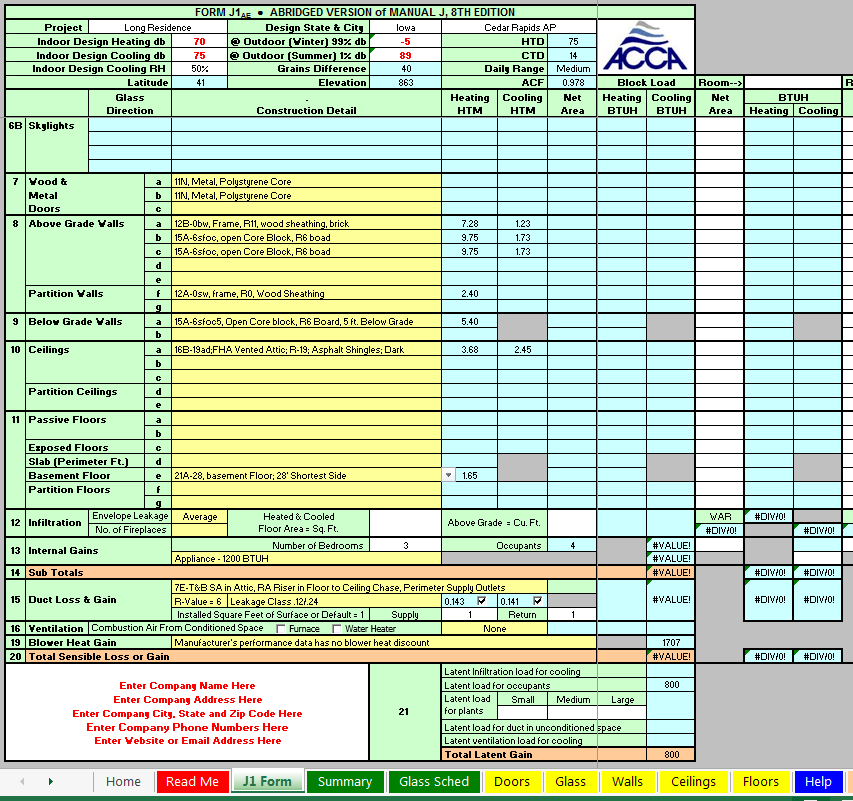 FORM J1AE ● ABRIDGED VERSION of MANUAL J, 8TH EDITION
Project Long Residence Design State & City Iowa Cedar Rapids AP
Indoor Design Heating db 70 @ Outdoor (Winter) 99% db -5 HTD 75
Indoor Design Cooling db 75 @ Outdoor (Summer) 1% db 89 CTD 14
Indoor Design Cooling RH 50% Grains Difference 40 Daily Range Medium
ACCA
Latitude 41 Elevation 863 ACF 0.978 Block Load Room--> R
Glass Direction . Construction Detail Heating HTM Cooling HTM Net Area Heating BTUH Cooling BTUH Net Area BTUH Heating Cooling
6B Skylights
7 Wood & a 11N, Metal, Polystyrene Core
Metal b 11N, Metal, Polystyrene Core
Doors c
8 Above Grade Walls a 12B-0bw, Frame, R11, wood sheathing, brick 7.28 1.23
b 15A-6sfoc, open Core Block, R6 boad 9.75 1.73
c 15A-6sfoc, open Core Block, R6 boad 9.75 1.73
d
e
Partition Walls f 12A-0sw, frame, R0, Wood Sheathing 2.40
g
9 Below Grade Walls a 15A-6sfoc5, Open Core block, R6 Board, 5 ft. Below Grade 5.40
b
10 Ceilings a 16B-19ad;FHA Vented Attic; R-19; Asphalt Shingles; Dark 3.68 2.45
b
c
Partition Ceilings d
e
11 Passive Floors a
b
Exposed Floors c
Slab (Perimeter Ft.) d
Basement Floor e 21A-28, basement Floor; 28' Shortest Side 1.65
Partition Floors f
g
12 Infiltration Envelope Leakage Average Heated & Cooled Above Grade = Cu. Ft. WAR #DIV/0!
No. of Fireplaces Floor Area = Sq. Ft. #DIV/0! #DIV/0!
13 Internal Gains Number of Bedrooms 3 Occupants 4 #VALUE!
Appliance - 1200 BTUH #VALUE!
14 Sub Totals #VALUE! #DIV/0! #DIV/0!
15 Duct Loss & Gain 7E-T&B SA in Attic, RA Riser in Floor to Ceiling Chase, Perimeter Supply Outlets
R-Value = 6 Leakage Class .12/.24 0.143 0.141 #VALUE! #DIV/0! #DIV/0!
Installed Square Feet of Surface or Default = 1 Supply 1 Return 1
16 Ventilation Combustion Air From Conditioned Space Furnace Water Heater None
19 Blower Heat Gain Manufacturer's performance data has no blower heat discount 1707
20 Total Sensible Loss or Gain #VALUE! #DIV/0! #DIV/0!
Enter Company Name Here
Enter Company Address Here
Enter Company City, State and Zip Code Here
Enter Company Phone Numbers Here
Enter Website or Email Address Here
21
Latent Infiltration load for cooling
Latent load for occupants 800
Latent load for plants Small Medium Large
Latent load for duct in unconditioned space
Latent ventilation load for cooling
Total Latent Gain 800
Home Read Me J1 Form Summary Glass Sched Doors Glass Walls Ceilings Floors Help